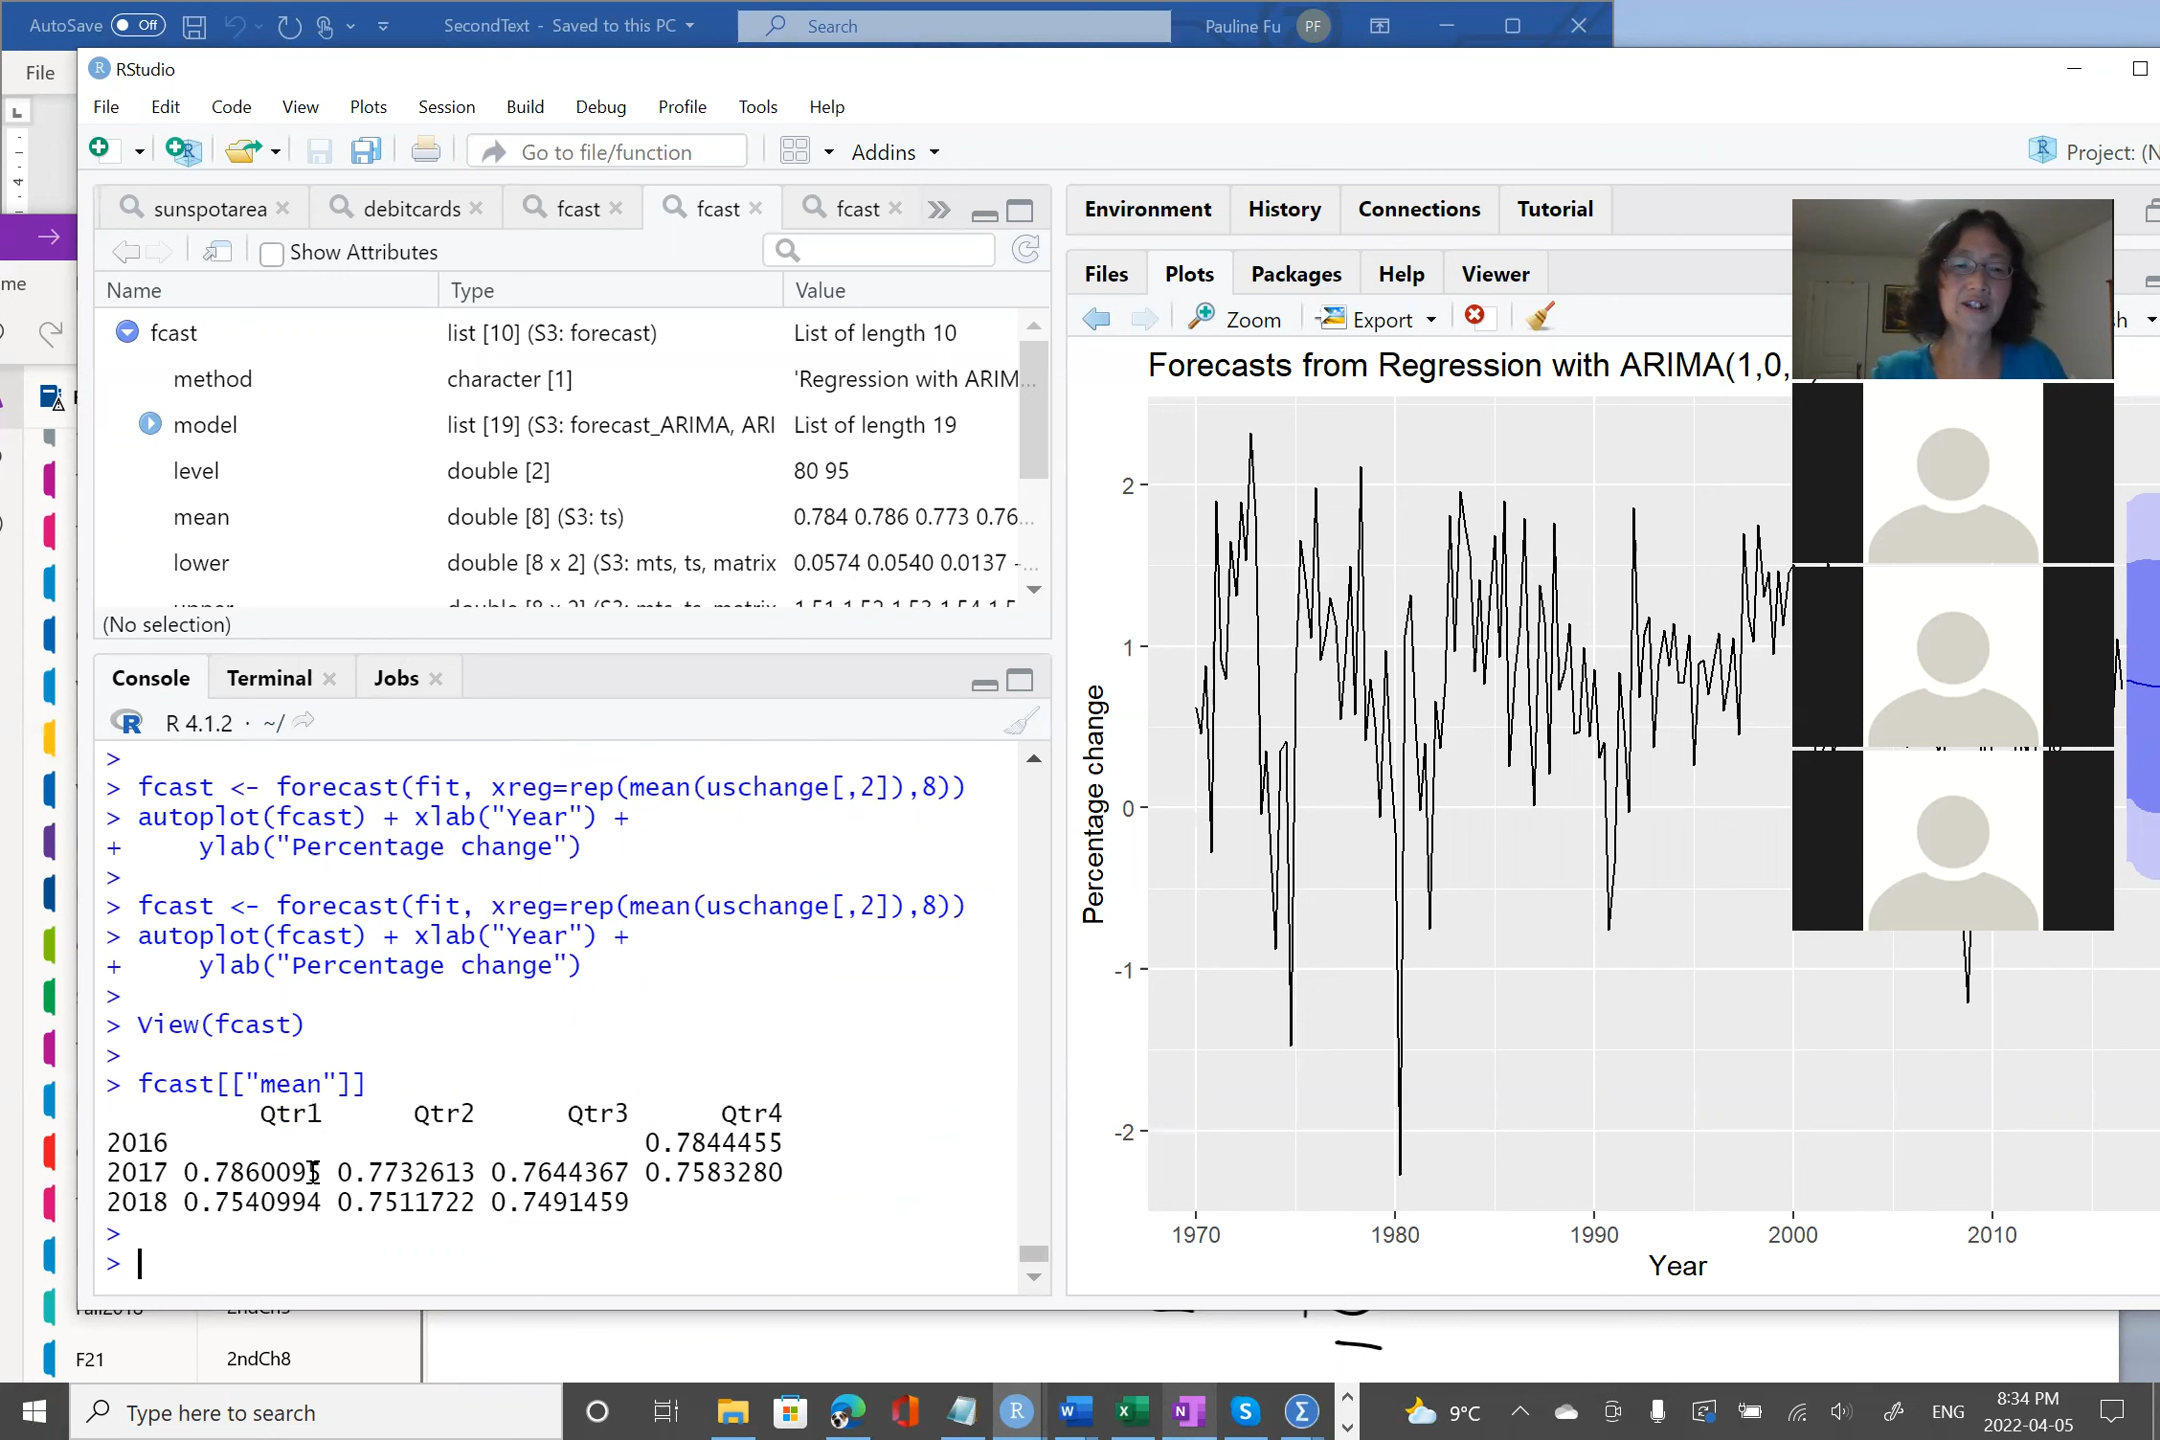 AutoSave Off SecondText - Saved to this PC Search Pauline Fu PF
File
RStudio
File Edit Code View Plots Session Build Debug Profile Tools Help
Go to file/function Addins Project: (N
sunspotarea debitcards fcast fcast fcast
Show Attributes
Name Type Value
fcast list [10] (S3: forecast) List of length 10
method character [1] 'Regression with ARIM...
model list [19] (S3: forecast_ARIMA, ARI List of length 19
level double [2] 80 95
mean double [8] (S3: ts) 0.784 0.786 0.773 0.76...
lower double [8 x 2] (S3: mts, ts, matrix 0.0574 0.0540 0.0137 -...
(No selection)
Console Terminal Jobs
R 4.1.2 · ~/
>
> fcast <- forecast(fit, xreg=rep(mean(uschange[,2]),8))
> autoplot(fcast) + xlab("Year") +
+ ylab("Percentage change")
>
> fcast <- forecast(fit, xreg=rep(mean(uschange[,2]),8))
> autoplot(fcast) + xlab("Year") +
+ ylab("Percentage change")
>
> View(fcast)
>
> fcast[["mean"]]
Qtr1 Qtr2 Qtr3 Qtr4
2016 0.7844455
2017 0.7860095 0.7732613 0.7644367 0.7583280
2018 0.7540994 0.7511722 0.7491459
>
>
Environment History Connections Tutorial
Files Plots Packages Help Viewer
Zoom Export
Forecasts from Regression with ARIMA(1,0,
Percentage change
2
1
0
-1
-2
1970 1980 1990 2000 2010
Year
F21 2ndCh8
Type here to search
9°C ENG 8:34 PM
2022-04-05